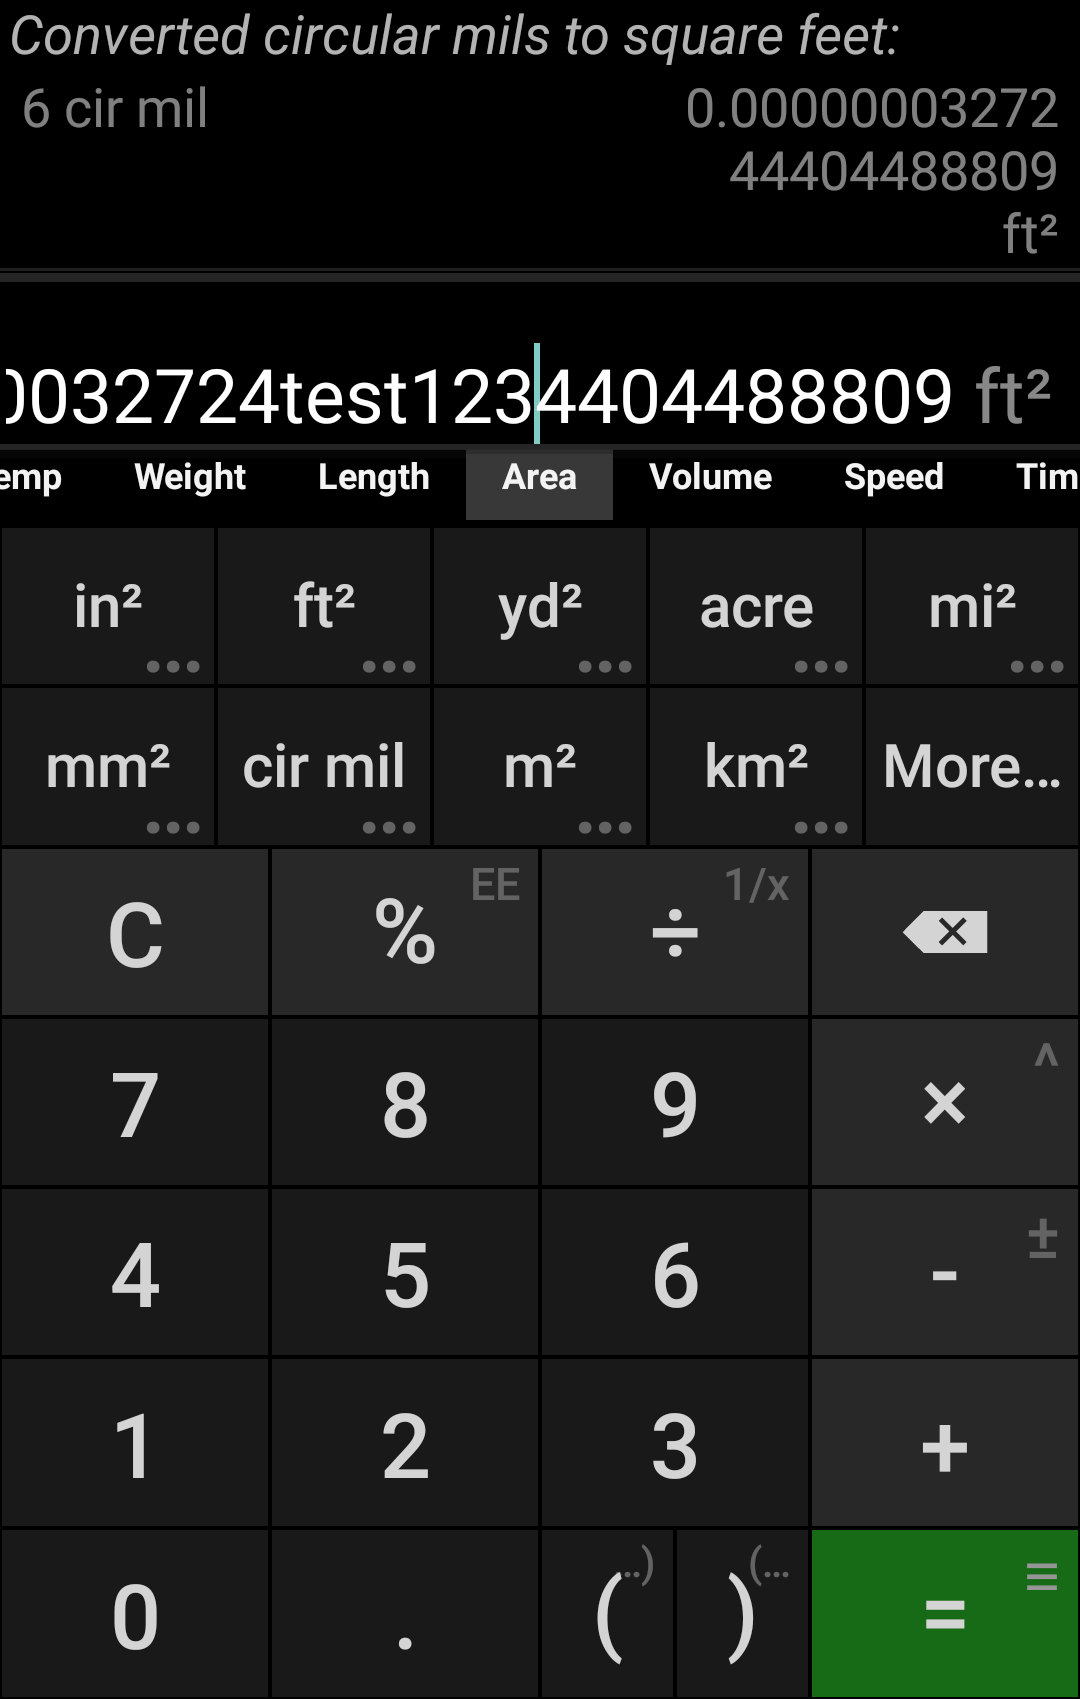 Converted circular mils to square feet:
6 cir mil 0.00000003272
44404488809
ft²
0032724test1234404488809 ft²
emp Weight Length Area Volume Speed Tim
in² ft² yd² acre mi²
mm² cir mil m² km² More...
C % EE ÷ 1/x
7 8 9 × ^
4 5 6 - ±
1 2 3 +
0 . ( ..) ) (... = ≡